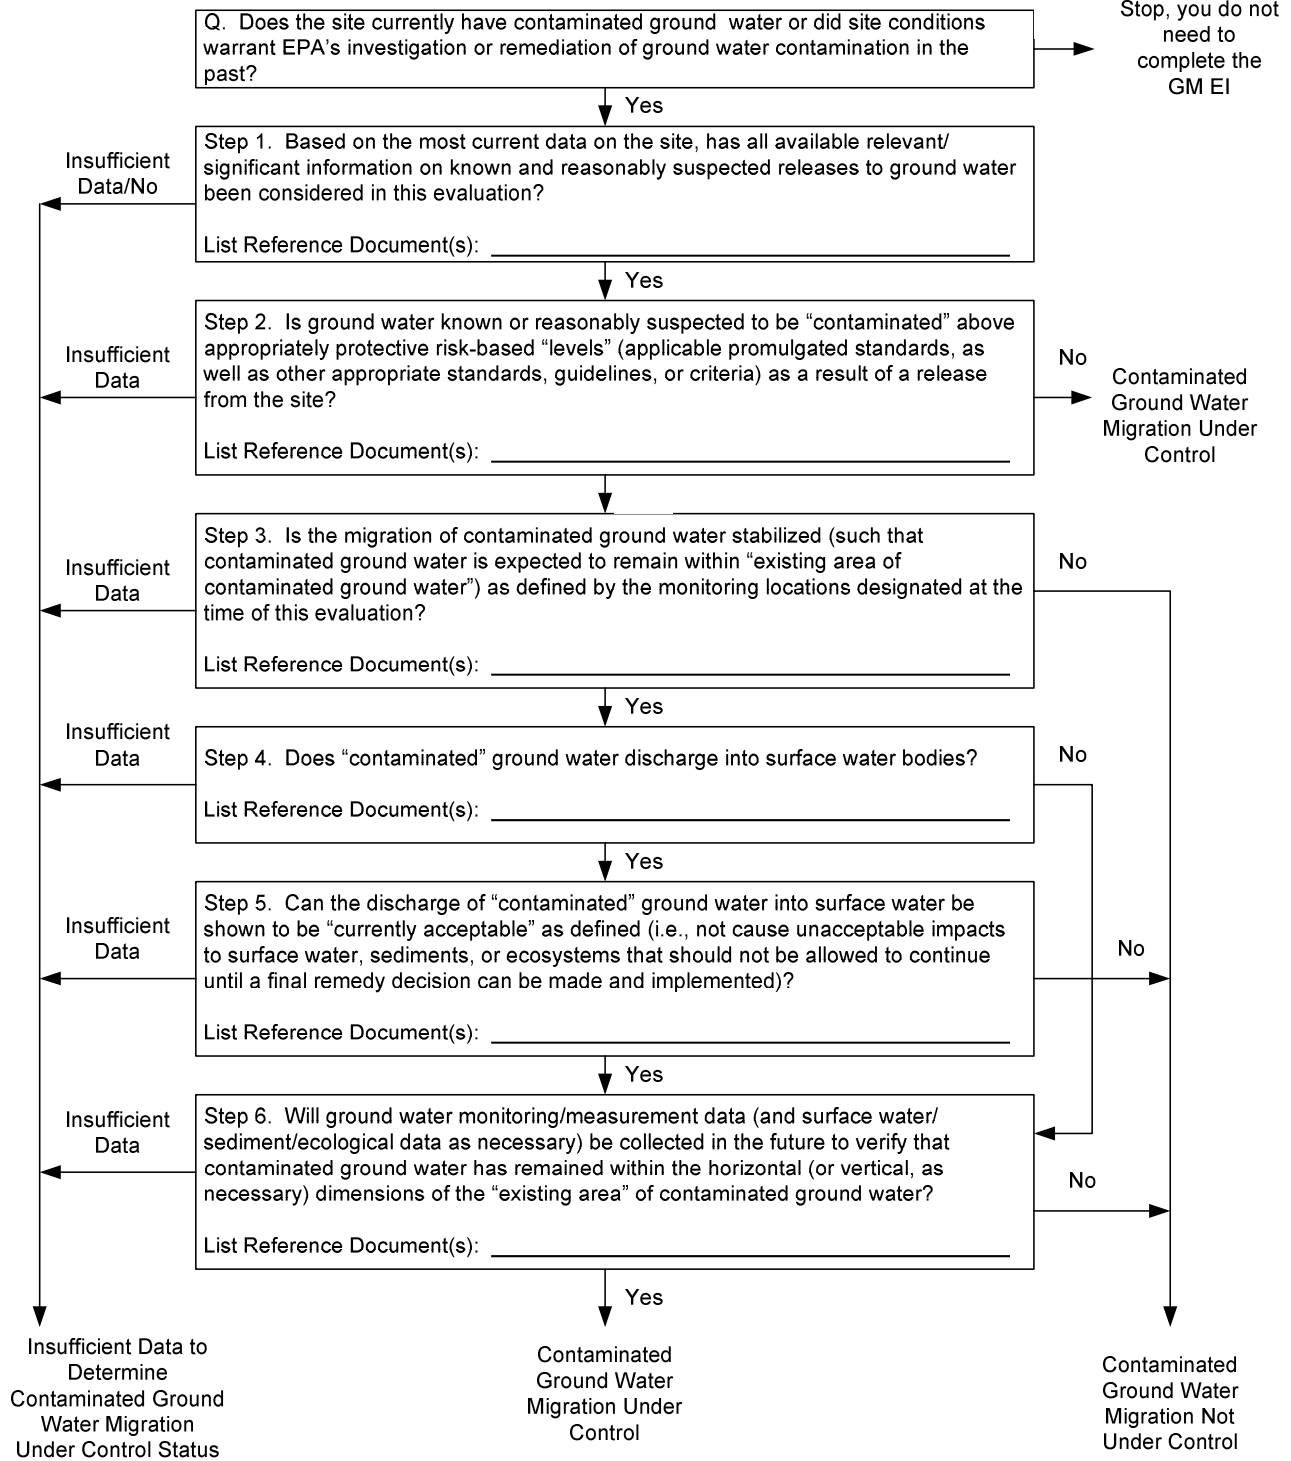 Q.  Does the site currently have contaminated ground  water or did site conditions
warrant EPA's investigation or remediation of ground water contamination in the
past?
Stop, you do not
need to
complete the
GM EI
Yes
Insufficient
Data/No
Step 1.  Based on the most current data on the site, has all available relevant/
significant information on known and reasonably suspected releases to ground water
been considered in this evaluation?
List Reference Document(s):
Yes
Insufficient
Data
Step 2.  Is ground water known or reasonably suspected to be “contaminated” above
appropriately protective risk-based “levels” (applicable promulgated standards, as
well as other appropriate standards, guidelines, or criteria) as a result of a release
from the site?
List Reference Document(s):
No
Contaminated
Ground Water
Migration Under
Control
Insufficient
Data
Step 3.  Is the migration of contaminated ground water stabilized (such that
contaminated ground water is expected to remain within “existing area of
contaminated ground water”) as defined by the monitoring locations designated at the
time of this evaluation?
List Reference Document(s):
No
Yes
Insufficient
Data
Step 4.  Does “contaminated” ground water discharge into surface water bodies?
List Reference Document(s):
No
Yes
Insufficient
Data
Step 5.  Can the discharge of “contaminated” ground water into surface water be
shown to be “currently acceptable” as defined (i.e., not cause unacceptable impacts
to surface water, sediments, or ecosystems that should not be allowed to continue
until a final remedy decision can be made and implemented)?
List Reference Document(s):
No
Yes
Insufficient
Data
Step 6.  Will ground water monitoring/measurement data (and surface water/
sediment/ecological data as necessary) be collected in the future to verify that
contaminated ground water has remained within the horizontal (or vertical, as
necessary) dimensions of the “existing area” of contaminated ground water?
List Reference Document(s):
No
Yes
Insufficient Data to
Determine
Contaminated Ground
Water Migration
Under Control Status
Contaminated
Ground Water
Migration Under
Control
Contaminated
Ground Water
Migration Not
Under Control